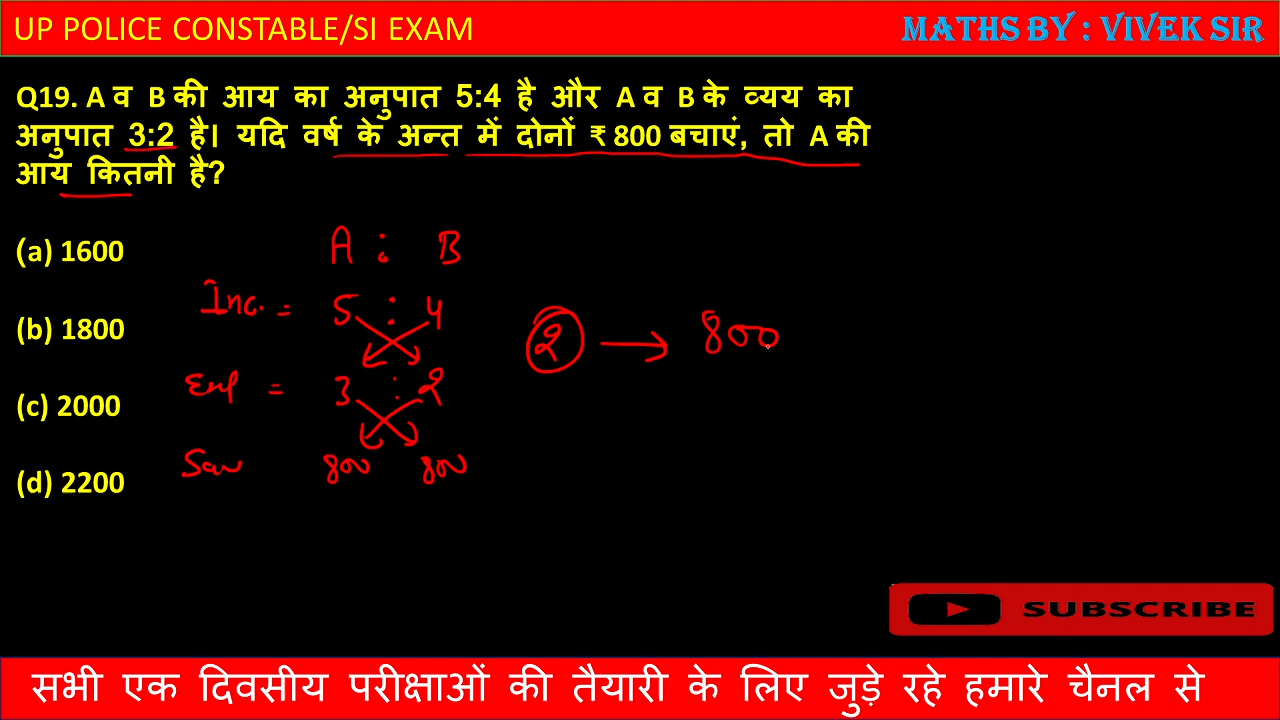 UP POLICE CONSTABLE/SI EXAM
MATHS BY : VIVEK SIR
Q19. A व B की आय का अनुपात 5:4 है और A व B के व्यय का
अनुपात 3:2 है। यदि वर्ष के अन्त में दोनों ₹ 800 बचाएं, तो A की
आय कितनी है?
(a) 1600
(b) 1800
(c) 2000
(d) 2200
A : B
Inc. = 5 : 4
Exp = 3 : 2
Sav 800 800
2 → 800
SUBSCRIBE
सभी एक दिवसीय परीक्षाओं की तैयारी के लिए जुड़े रहे हमारे चैनल से